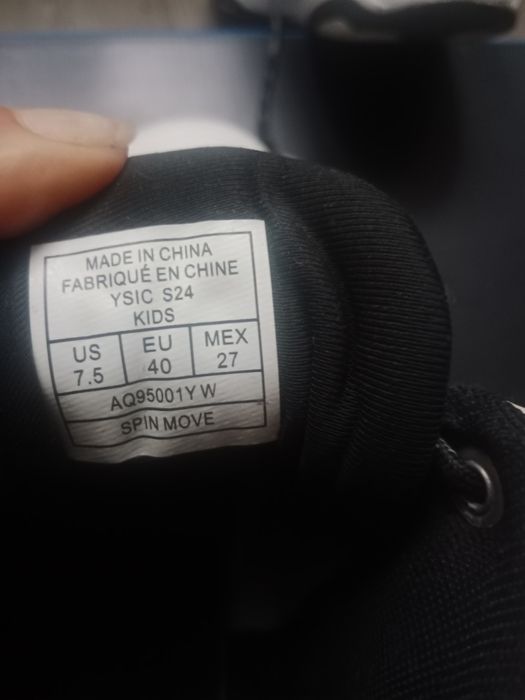 MADE IN CHINA
FABRIQUÉ EN CHINE
YSIC S24
KIDS
US EU MEX
7.5 40 27
AQ95001Y W
SPIN MOVE